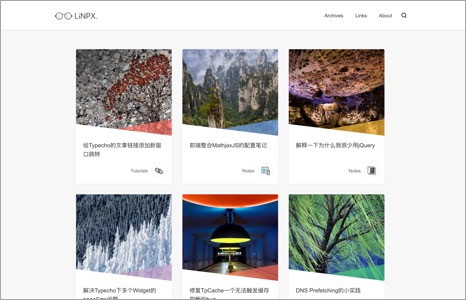 LiNPX.
Archives Links About
给Typecho的文章链接添加新窗
口跳转
Tutorials
前端整合MathjaxJS的配置笔记
Notes
解释一下为什么我很少用jQuery
Notes
解决Typecho下多个Widget的
修复TpCache一个无法触发缓存
DNS Prefetching的小实践